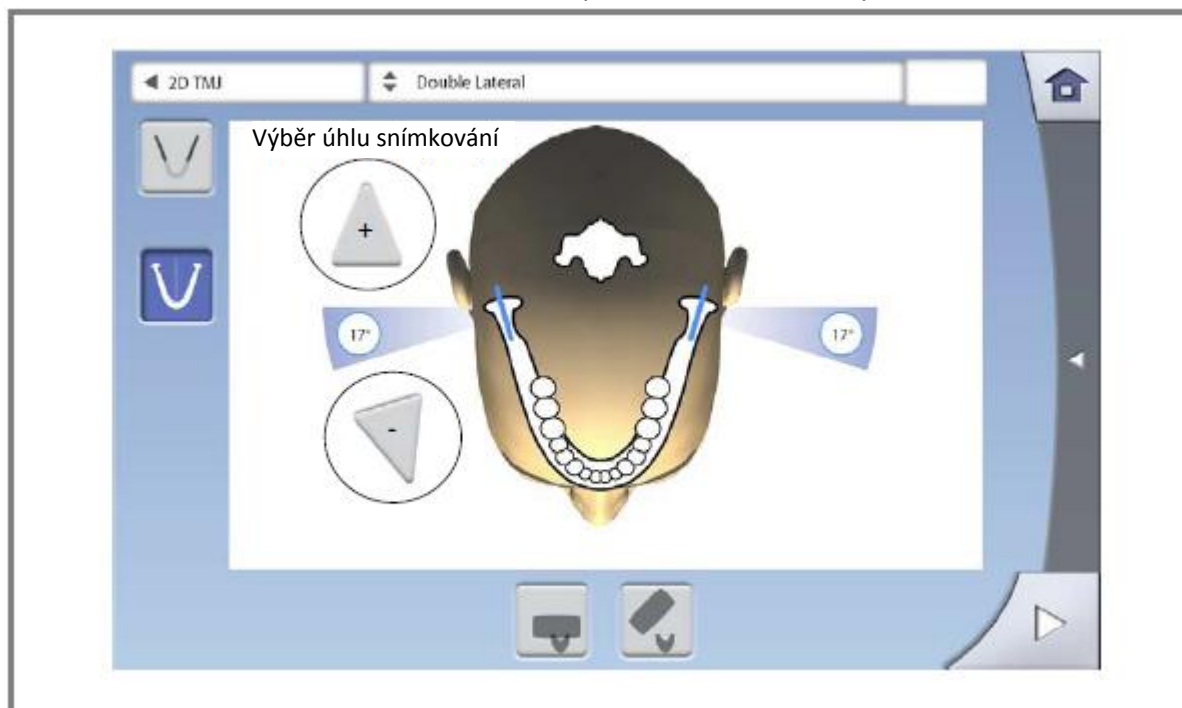 2D TMJ
Double Lateral
Výběr úhlu snímkování
+
17°
17°
-